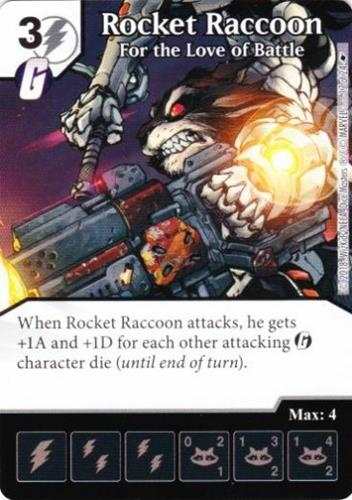 3
Rocket Raccoon
For the Love of Battle
G
When Rocket Raccoon attacks, he gets
+1A and +1D for each other attacking G
character die (until end of turn).
Max: 4
0 2 1
1 3 2
1 4 2